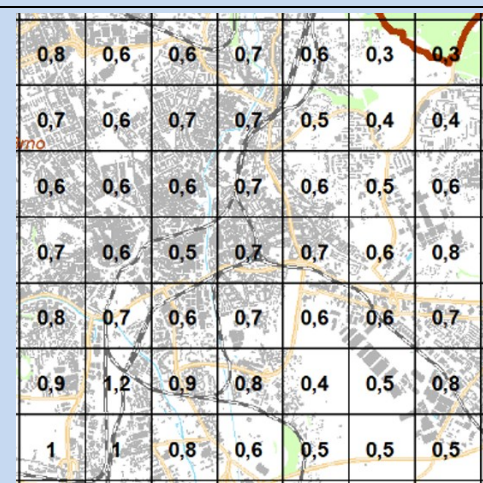 0,8 0,6 0,6 0,7 0,6 0,3 0,3
0,7 0,6 0,7 0,7 0,5 0,4 0,4
rno
0,6 0,6 0,6 0,7 0,6 0,5 0,6
0,7 0,6 0,5 0,7 0,7 0,6 0,8
0,8 0,7 0,6 0,7 0,6 0,6 0,7
0,9 1,2 0,9 0,8 0,4 0,5 0,8
1 1 0,8 0,6 0,5 0,5 0,5